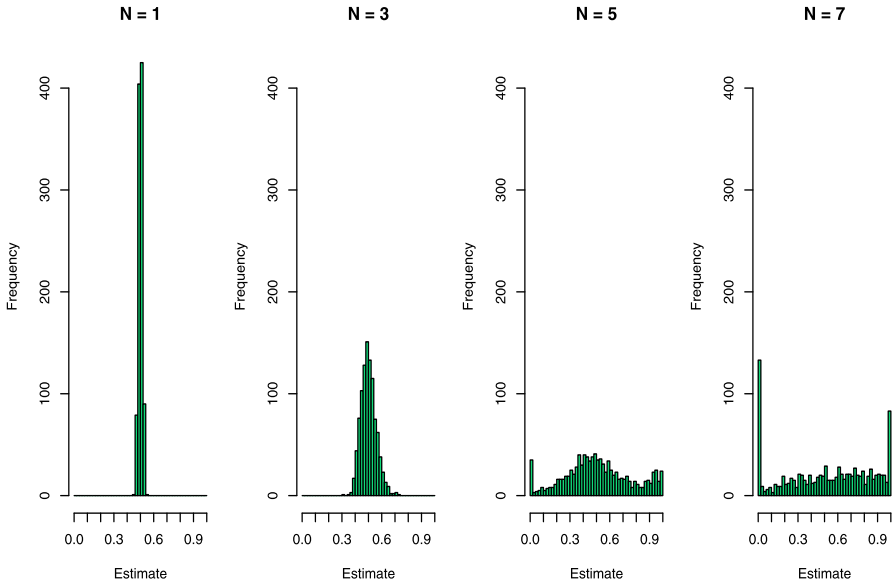 N = 1
Frequency
0 100 200 300 400
0.0 0.3 0.6 0.9
Estimate
N = 3
Frequency
0 100 200 300 400
0.0 0.3 0.6 0.9
Estimate
N = 5
Frequency
0 100 200 300 400
0.0 0.3 0.6 0.9
Estimate
N = 7
Frequency
0 100 200 300 400
0.0 0.3 0.6 0.9
Estimate